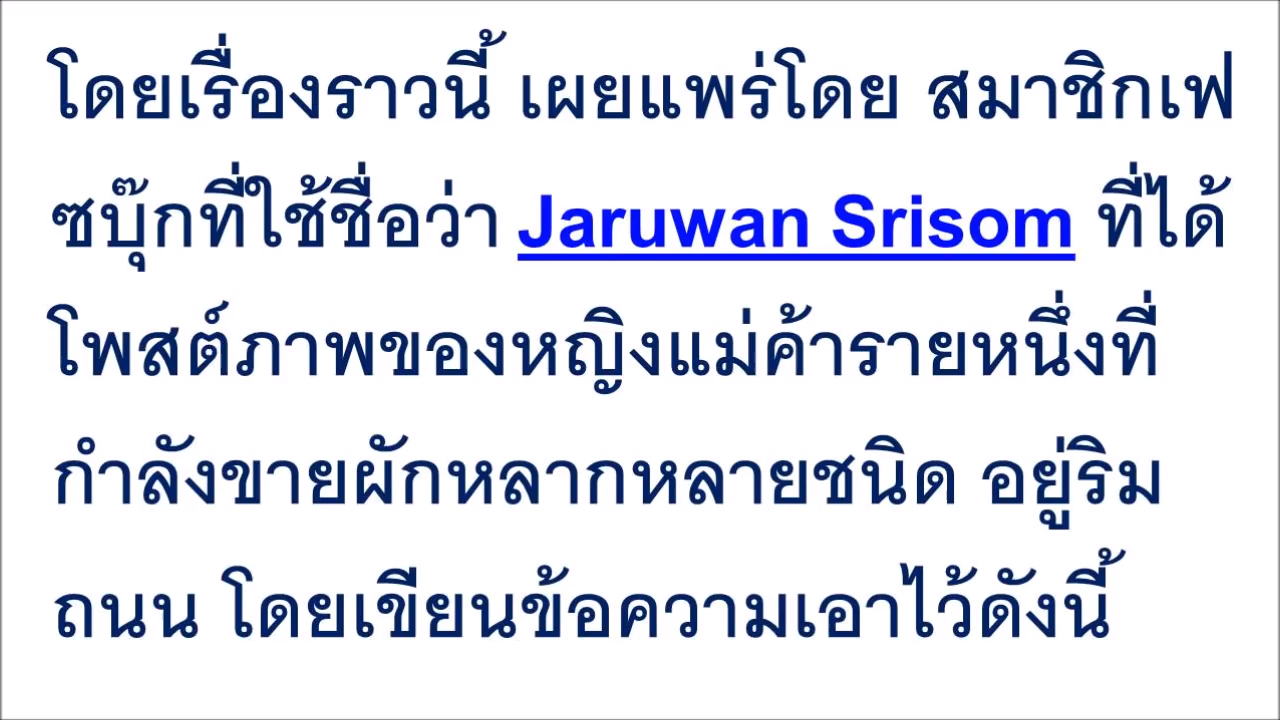 โดยเรื่องราวนี้ เผยแพร่โดย สมาชิกเฟ
ซบุ๊กที่ใช้ชื่อว่า Jaruwan Srisom ที่ได้
โพสต์ภาพของหญิงแม่ค้ารายหนึ่งที่
กำลังขายผักหลากหลายชนิด อยู่ริม
ถนน โดยเขียนข้อความเอาไว้ดังนี้